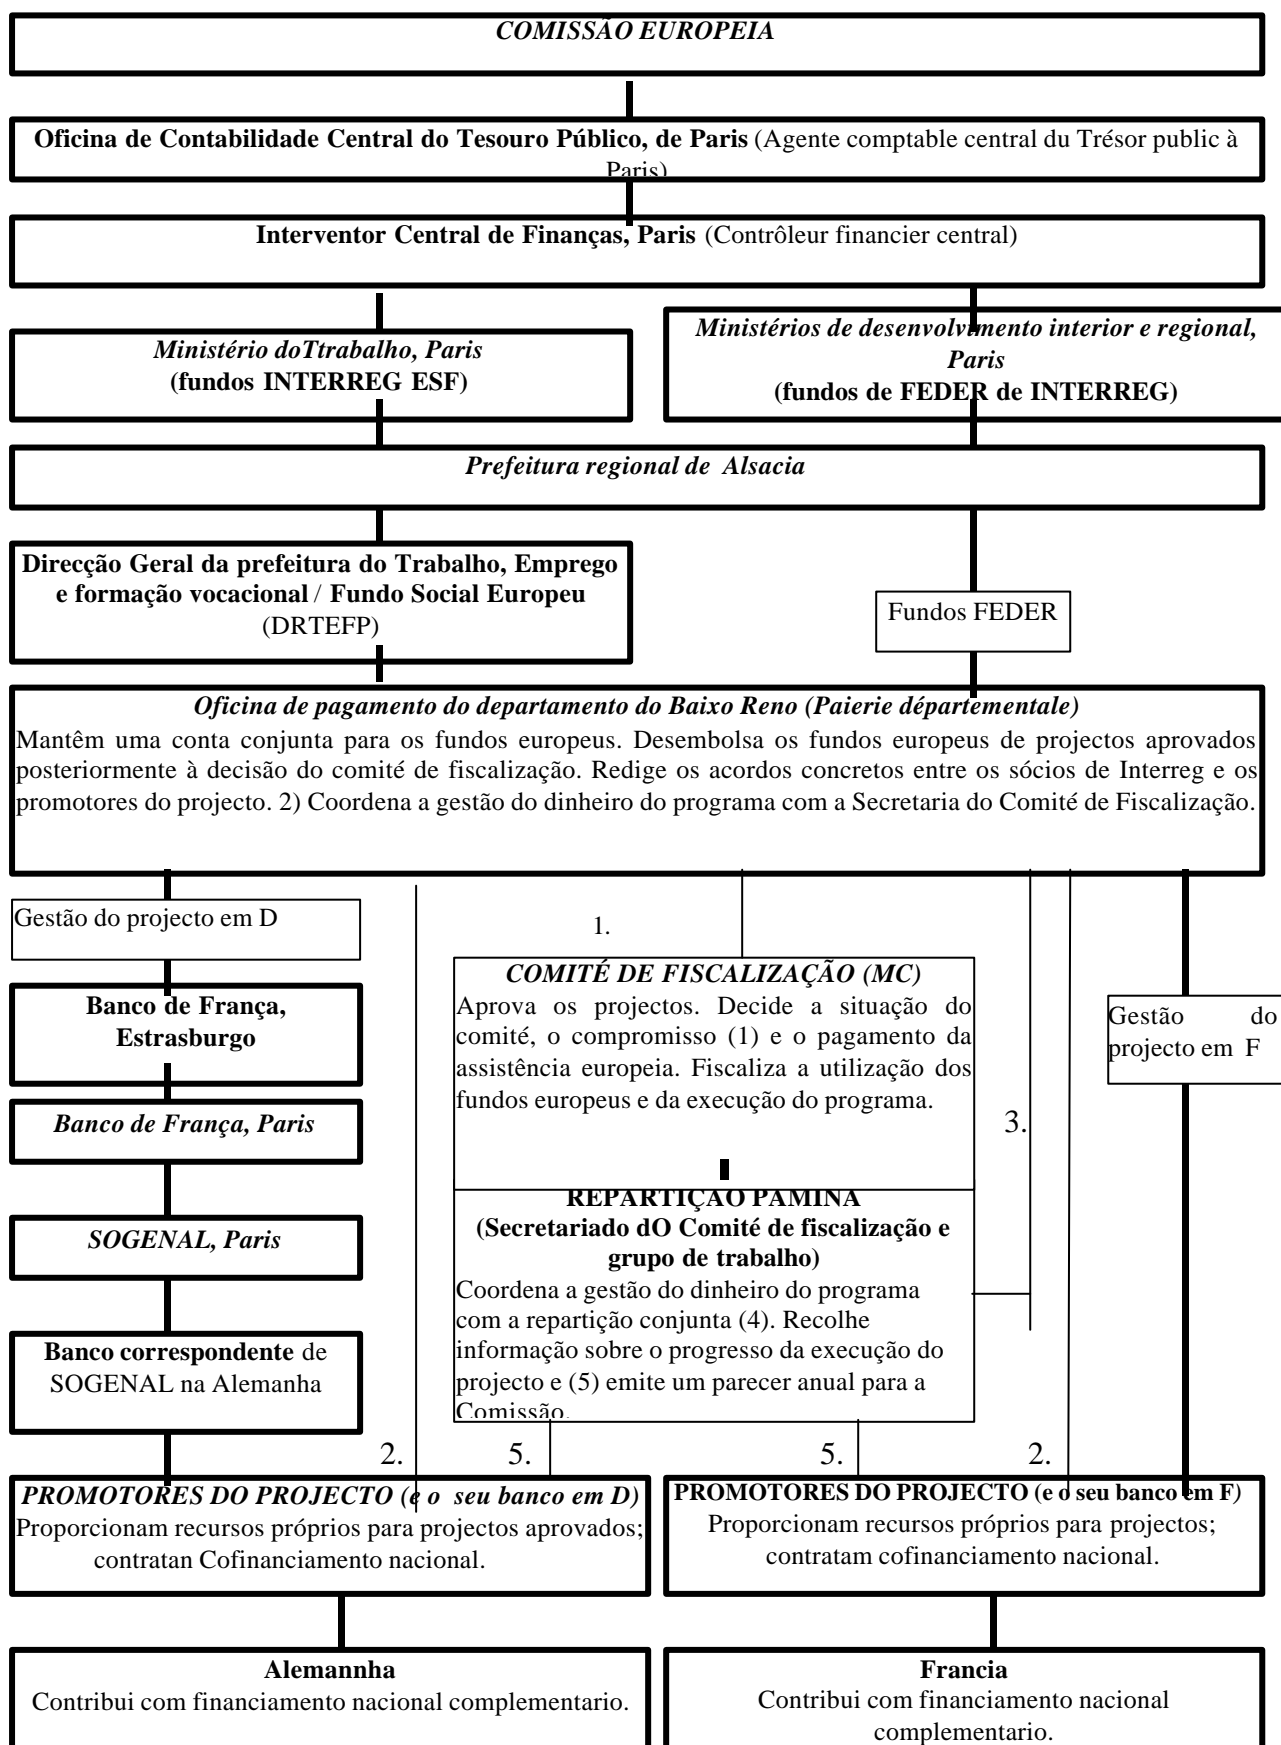 COMISSÃO EUROPEIA
Oficina de Contabilidade Central do Tesouro Público, de Paris (Agente comptable central du Trésor public à
Paris)
Interventor Central de Finanças, Paris (Contrôleur financier central)
Ministério doTtrabalho, Paris
(fundos INTERREG ESF)
Ministérios de desenvolvimento interior e regional,
Paris
(fundos de FEDER de INTERREG)
Prefeitura regional de Alsacia
Direcção Geral da prefeitura do Trabalho, Emprego
e formação vocacional / Fundo Social Europeu
(DRTEFP)
Fundos FEDER
Oficina de pagamento do departamento do Baixo Reno (Paierie départementale)
Mantêm uma conta conjunta para os fundos europeus. Desembolsa os fundos europeus de projectos aprovados
posteriormente à decisão do comité de fiscalização. Redige os acordos concretos entre os sócios de Interreg e os
promotores do projecto. 2) Coordena a gestão do dinheiro do programa com a Secretaria do Comité de Fiscalização.
Gestão do projecto em D
1.
Banco de França,
Estrasburgo
Banco de França, Paris
SOGENAL, Paris
Banco correspondente de
SOGENAL na Alemanha
COMITÉ DE FISCALIZAÇÃO (MC)
Aprova os projectos. Decide a situação do
comité, o compromisso (1) e o pagamento da
assistência europeia. Fiscaliza a utilização dos
fundos europeus e da execução do programa.
REPARTIÇÃO PAMINA
(Secretariado dO Comité de fiscalização e
grupo de trabalho)
Coordena a gestão do dinheiro do programa
com a repartição conjunta (4). Recolhe
informação sobre o progresso da execução do
projecto e (5) emite um parecer anual para a
Comissão.
3.
Gestão do
projecto em F
2.
5.
5.
2.
PROMOTORES DO PROJECTO (e o seu banco em D)
Proporcionam recursos próprios para projectos aprovados;
contratan Cofinanciamento nacional.
PROMOTORES DO PROJECTO (e o seu banco em F)
Proporcionam recursos próprios para projectos;
contratam cofinanciamento nacional.
Alemannha
Contribui com financiamento nacional complementario.
Francia
Contribui com financiamento nacional
complementario.